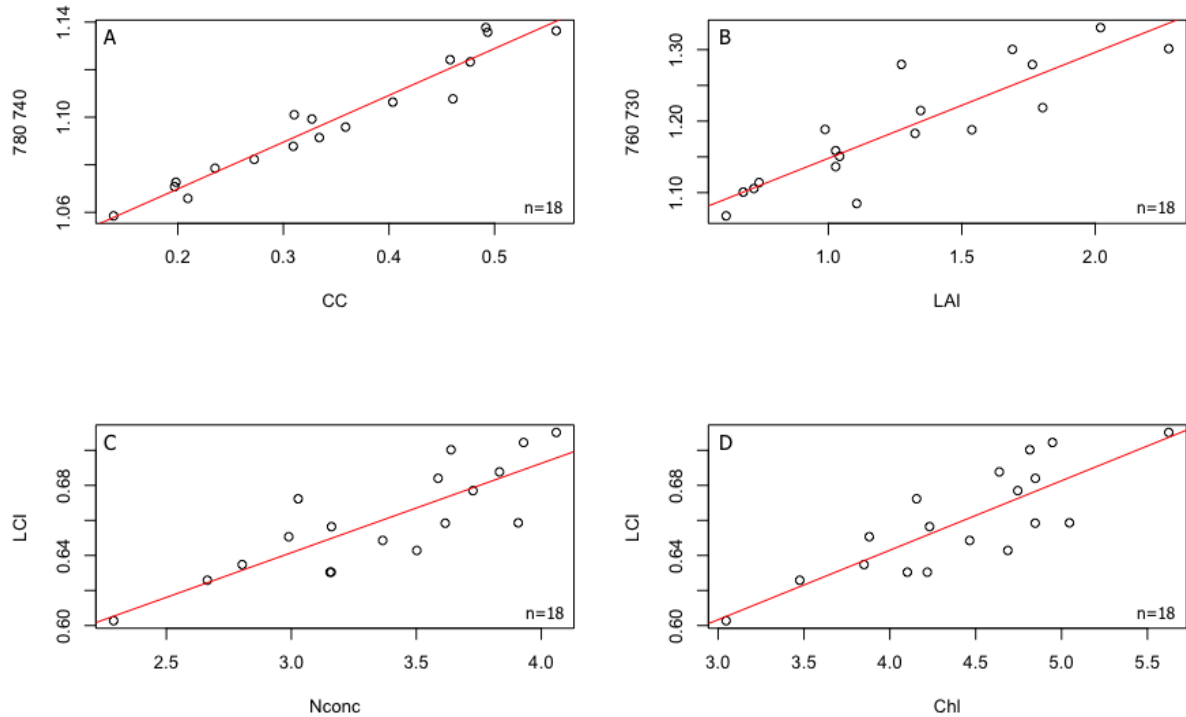 A
780 740
1.06 1.10 1.14
n=18
0.2 0.3 0.4 0.5
CC
B
760 730
1.10 1.20 1.30
n=18
1.0 1.5 2.0
LAI
C
LCI
0.60 0.64 0.68
n=18
2.5 3.0 3.5 4.0
Nconc
D
LCI
0.60 0.64 0.68
n=18
3.0 3.5 4.0 4.5 5.0 5.5
Chl